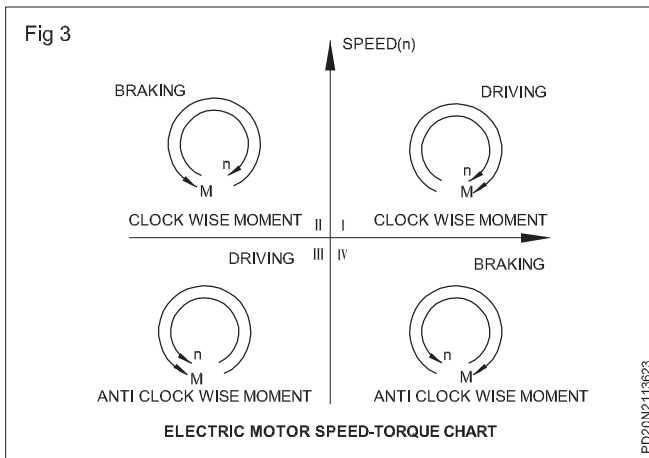 Fig 3
SPEED(n)
BRAKING
DRIVING
n
M
n
M
CLOCK WISE MOMENT
II
I
CLOCK WISE MOMENT
DRIVING
III
IV
BRAKING
n
M
n
M
ANTI CLOCK WISE MOMENT
ANTI CLOCK WISE MOMENT
ELECTRIC MOTOR SPEED-TORQUE CHART
PD20N2113623